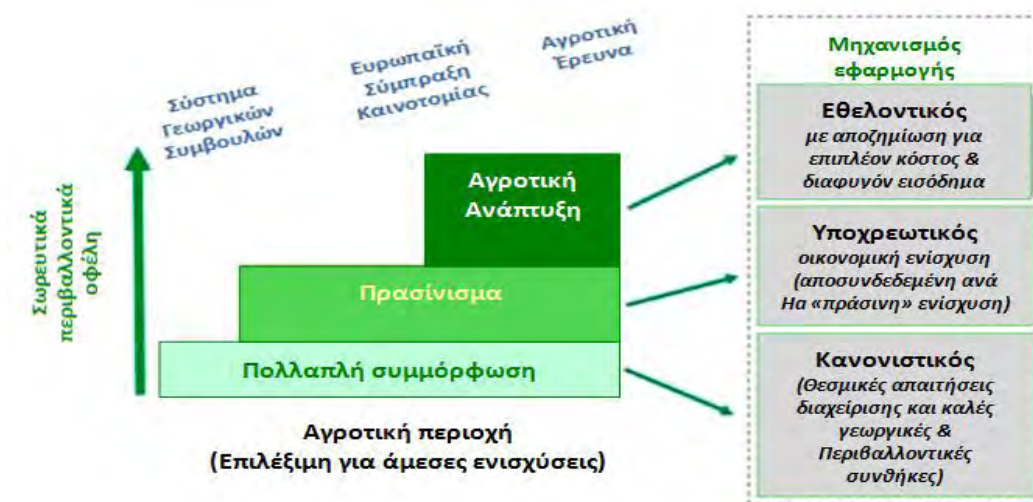 Σύστημα
Γεωργικών
Συμβουλών
Ευρωπαϊκή
Σύμπραξη
Καινοτομίας
Αγροτική
Έρευνα
Σωρευτικά
περιβαλλοντικά
οφέλη
Αγροτική
Ανάπτυξη
Πρασίνισμα
Πολλαπλή συμμόρφωση
Αγροτική περιοχή
(Επιλέξιμη για άμεσες ενισχύσεις)
Μηχανισμός
εφαρμογής
Εθελοντικός
με αποζημίωση για
επιπλέον κόστος &
διαφυγόν εισόδημα
Υποχρεωτικός
οικονομική ενίσχυση
(αποσυνδεδεμένη ανά
Ha «πράσινη» ενίσχυση)
Κανονιστικός
(Θεσμικές απαιτήσεις
διαχείρισης και καλές
γεωργικές &
Περιβαλλοντικές
συνθήκες)